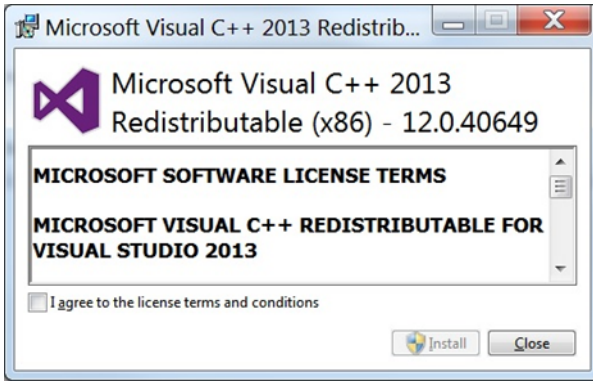 Microsoft Visual C++ 2013 Redistrib...
Microsoft Visual C++ 2013
Redistributable (x86) - 12.0.40649
MICROSOFT SOFTWARE LICENSE TERMS
MICROSOFT VISUAL C++ REDISTRIBUTABLE FOR
VISUAL STUDIO 2013
I agree to the license terms and conditions
Install
Close